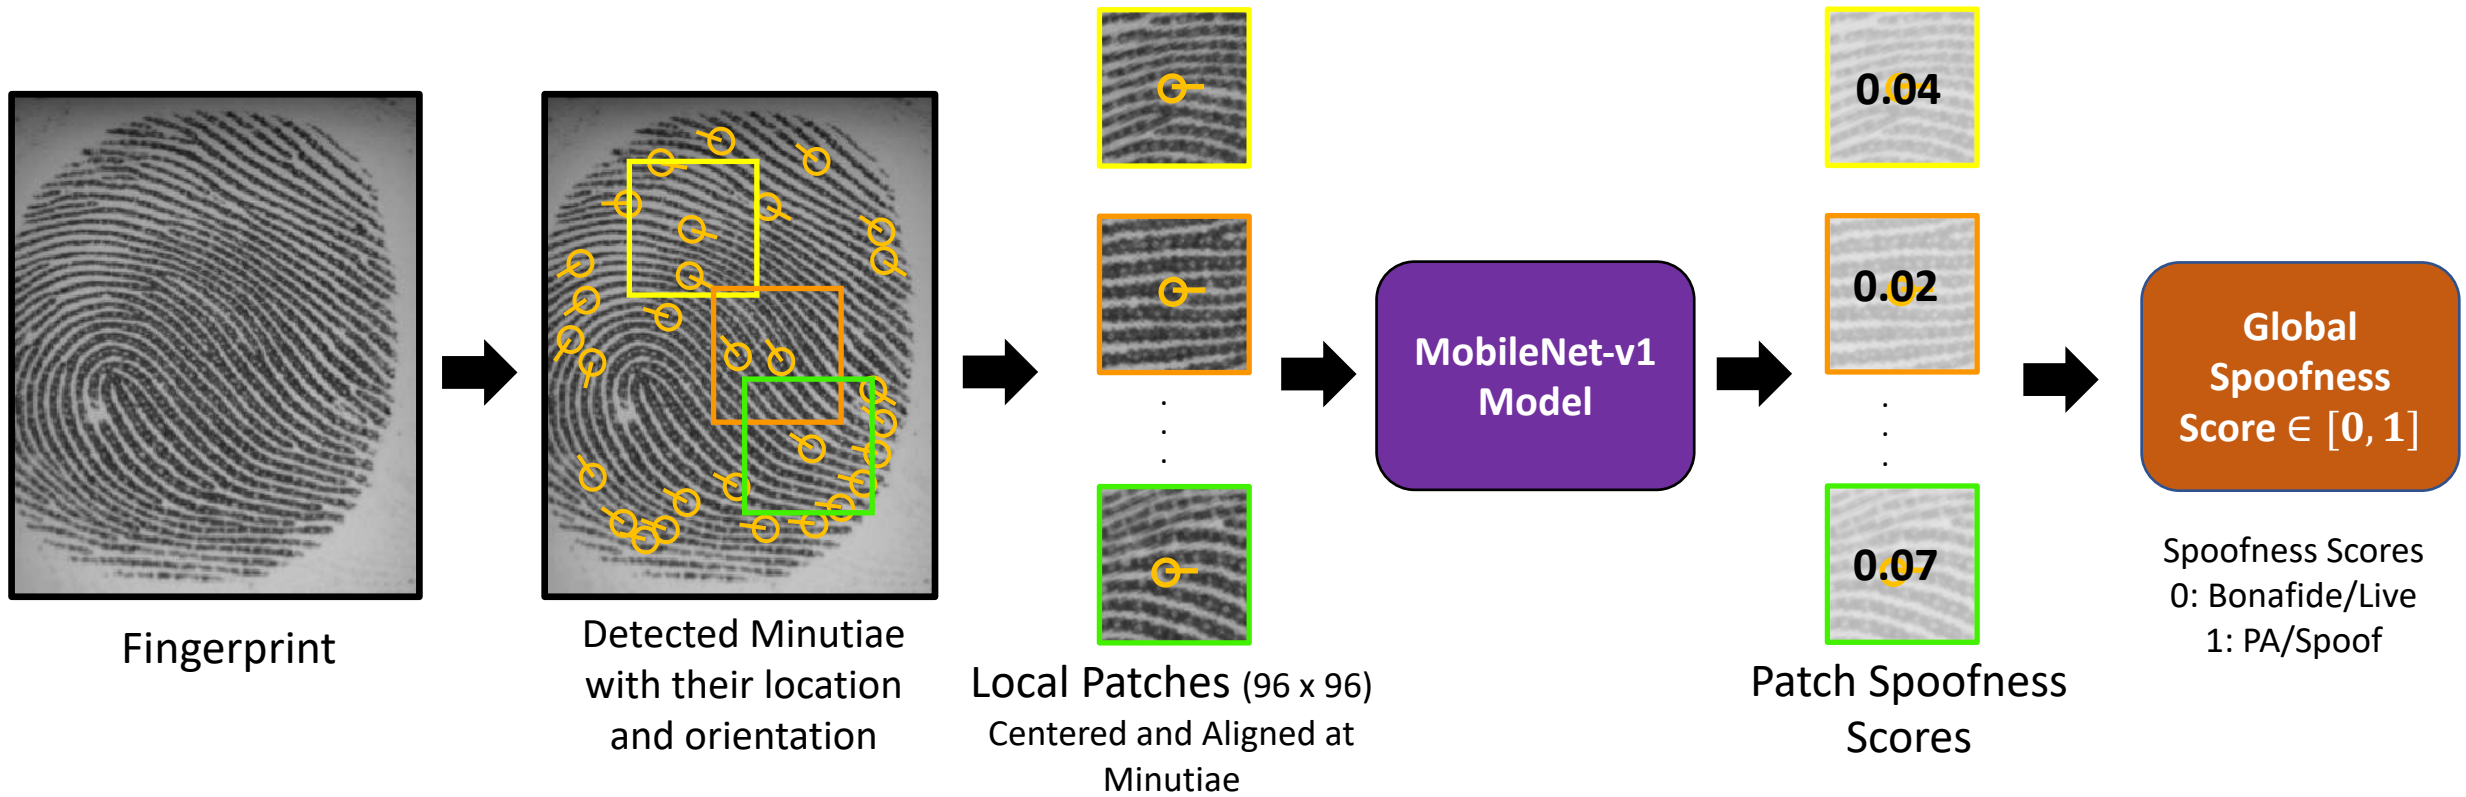 Fingerprint
Detected Minutiae
with their location
and orientation
Local Patches (96 x 96)
Centered and Aligned at
Minutiae
MobileNet-v1
Model
0.04
0.02
0.07
Patch Spoofness
Scores
Global
Spoofness
Score ∈ [0, 1]
Spoofness Scores
0: Bonafide/Live
1: PA/Spoof